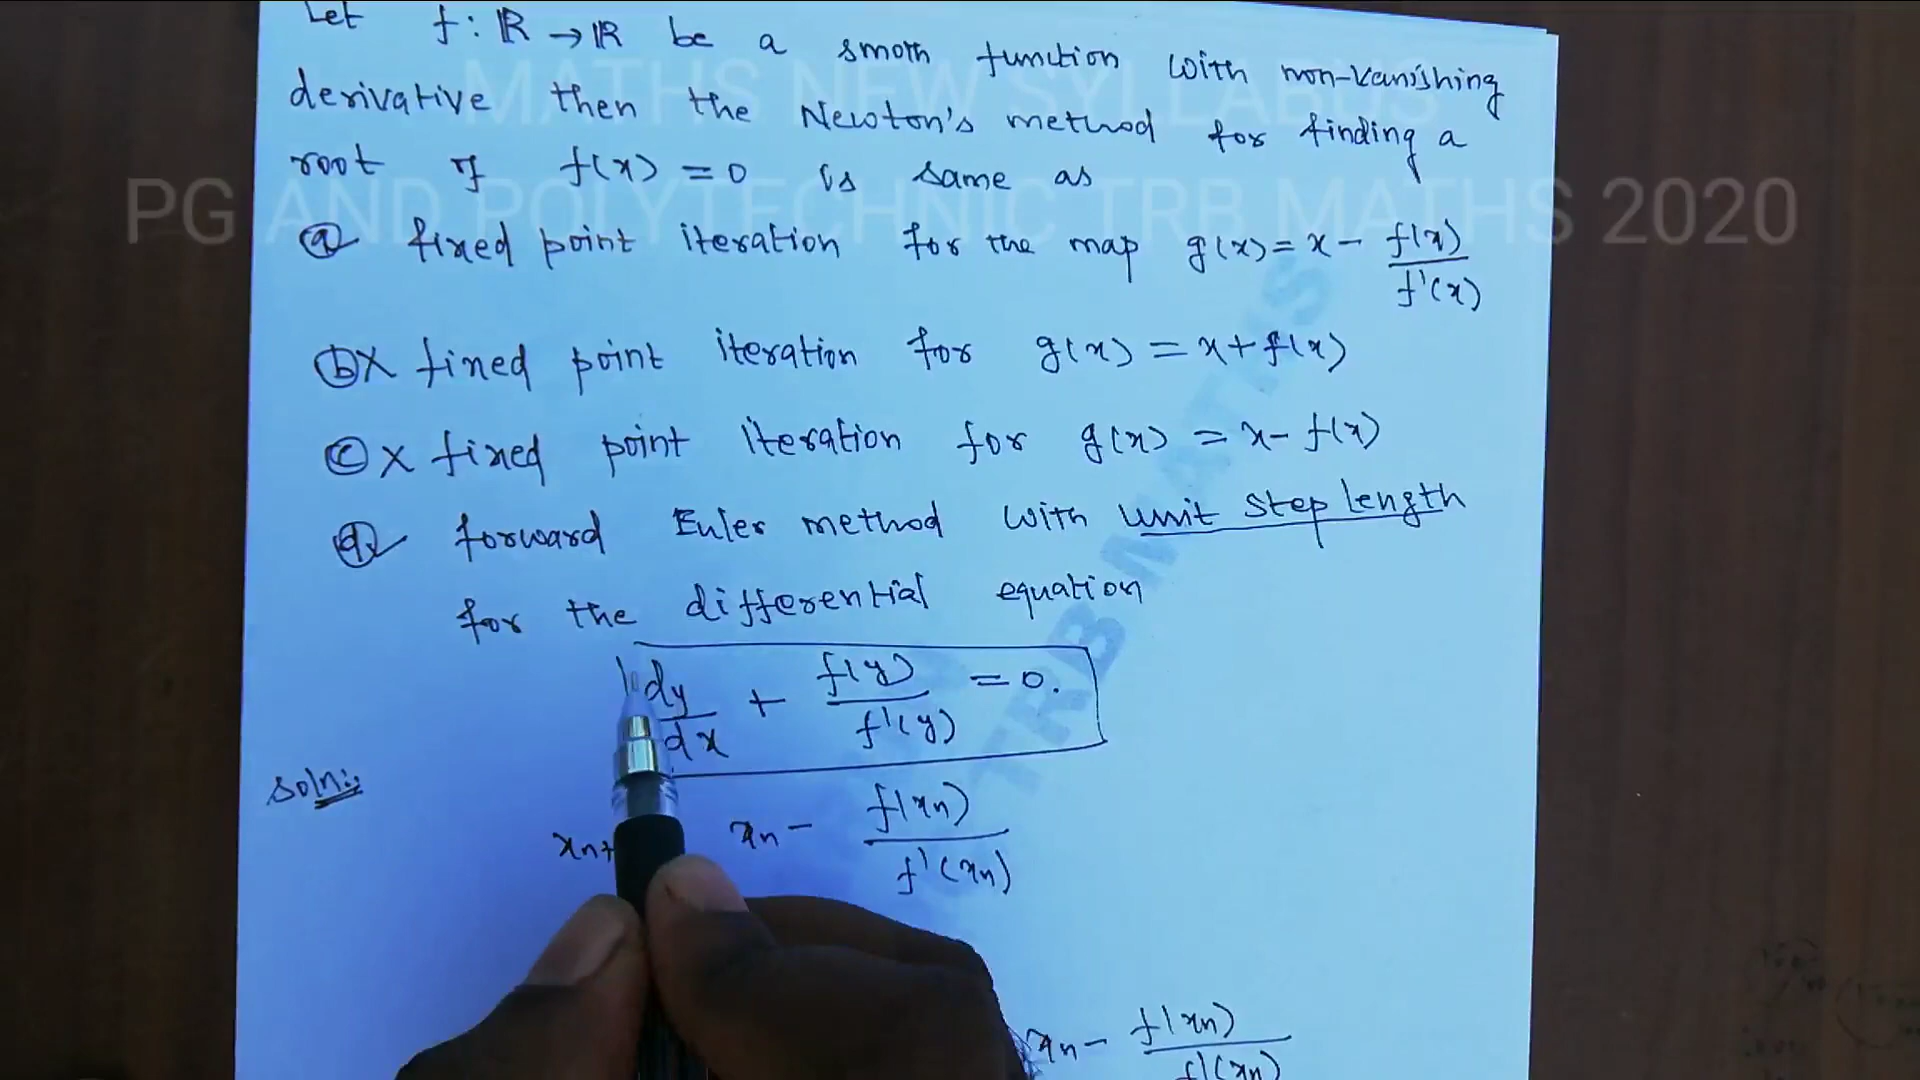 Let f : ℝ → ℝ be a smoth function with non-vanishing
derivative then the Newton's method for finding a
root of f(x) = 0 is same as
(a) fixed point iteration for the map g(x) = x - f(x)/f'(x)
(b) X fixed point iteration for g(x) = x + f(x)
(c) X fixed point iteration for g(x) = x - f(x)
(d) forward Euler method with unit step length
for the differential equation
dy/dx + f(y)/f'(y) = 0.
Soln:
xn+ xn - f(xn)/f'(xn)
xn - f(xn)/f'(xn)
MATHS NEW SYLLABUS
PG AND POLYTECHNIC TRB MATHS 2020
TRB MATHS